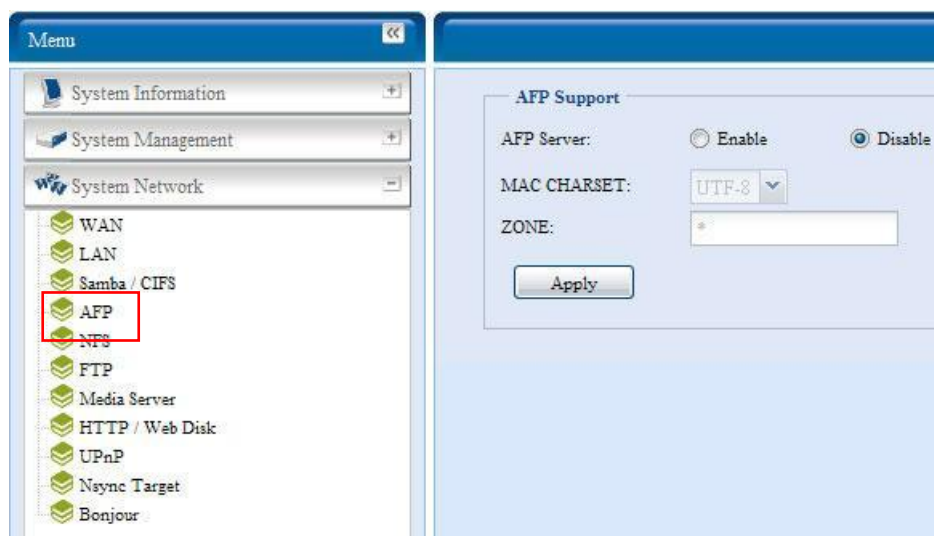 Menu
System Information
System Management
System Network
WAN
LAN
Samba / CIFS
AFP
NFS
FTP
Media Server
HTTP / Web Disk
UPnP
Nsync Target
Bonjour
AFP Support
AFP Server: Enable Disable
MAC CHARSET: UTF-8
ZONE: *
Apply